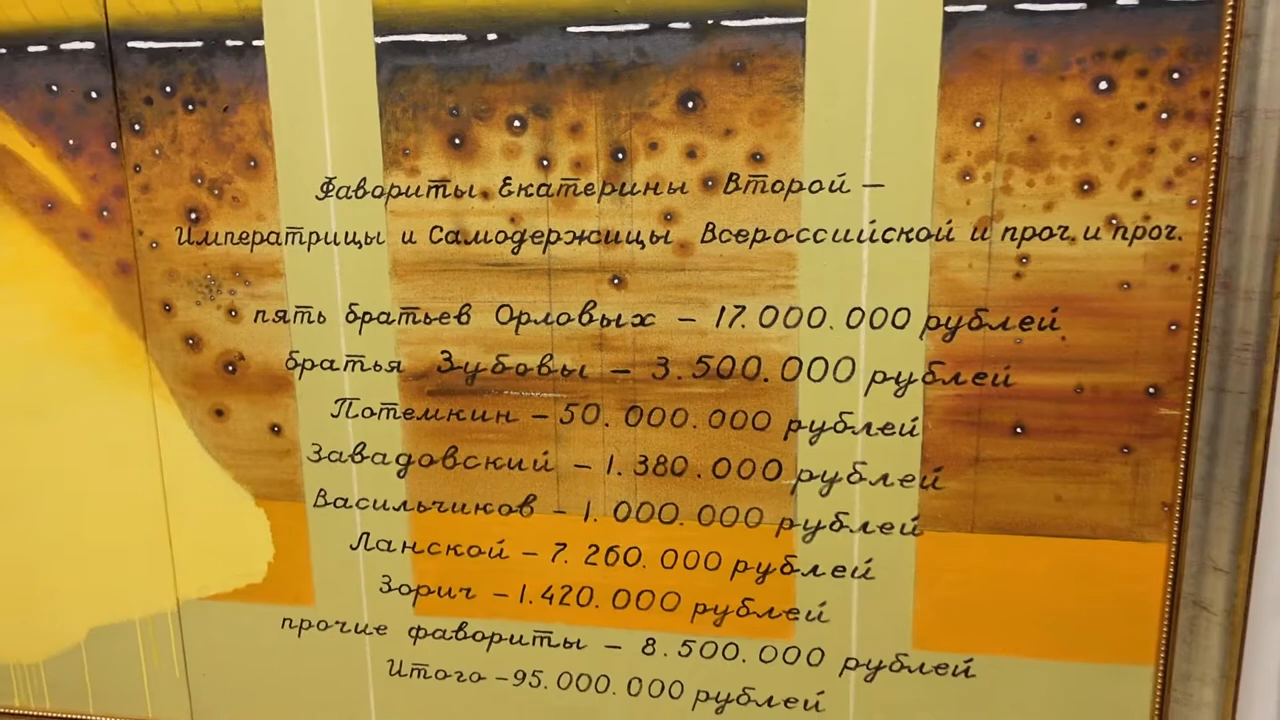 Фавориты Екатерины Второй –
Императрицы и Самодержицы Всероссийской и проч. и проч.
пять братьев Орловых – 17.000.000 рублей
братья Зубовы – 3.500.000 рублей
Потемкин – 50.000.000 рублей
Завадовский – 1.380.000 рублей
Васильчиков – 1.000.000 рублей
Ланской – 7.260.000 рублей
Зорич – 1.420.000 рублей
прочие фавориты – 8.500.000 рублей
Итого – 95.000.000 рублей